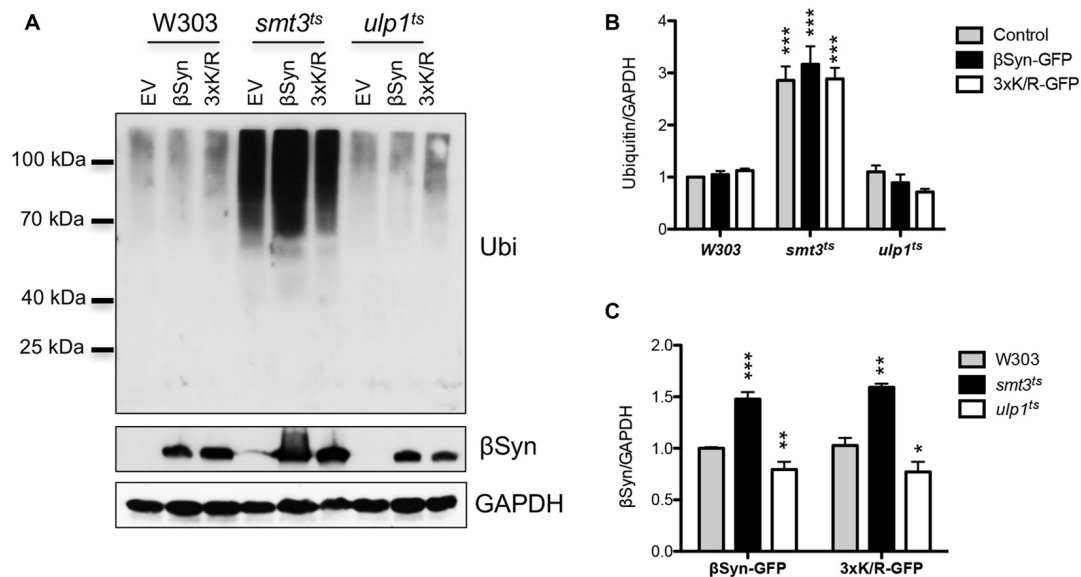 A
W303 smt3ts ulp1ts
EV βSyn 3xK/R EV βSyn 3xK/R EV βSyn 3xK/R
100 kDa
70 kDa
40 kDa
25 kDa
Ubi
βSyn
GAPDH
B
Ubiquitin/GAPDH
4
3
2
1
0
*** *** ***
W303 smt3ts ulp1ts
Control
βSyn-GFP
3xK/R-GFP
C
βSyn/GAPDH
2.0
1.5
1.0
0.5
0.0
*** ** ** *
βSyn-GFP 3xK/R-GFP
W303
smt3ts
ulp1ts